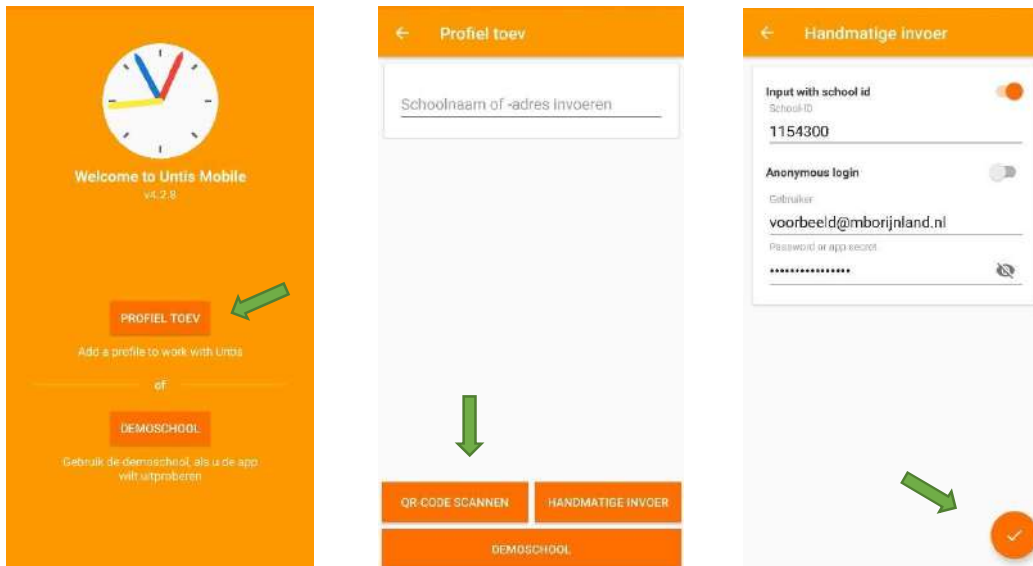 Welcome to Untis Mobile
v4.2.8
PROFIEL TOEV
Add a profile to work with Untis
of
DEMOSCHOOL
Gebruik de demoschool, als u de app
wilt uitproberen
Profiel toev
Schoolnaam of -adres invoeren
QR-CODE SCANNEN
HANDMATIGE INVOER
DEMOSCHOOL
Handmatige invoer
Input with school id
School-ID
1154300
Anonymous login
Gebruiker
voorbeeld@mborijnland.nl
Password or app secret
••••••••••••••••